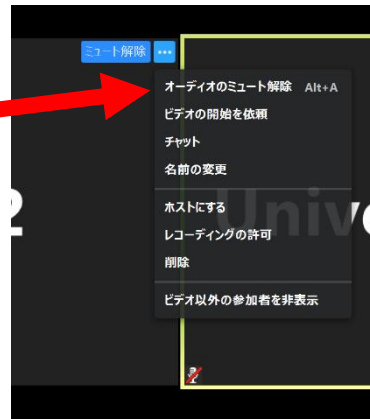 ミュート解除 ...
オーディオのミュート解除 Alt+A
ビデオの開始を依頼
チャット
名前の変更
ホストにする
レコーディングの許可
削除
ビデオ以外の参加者を非表示
2
Unive